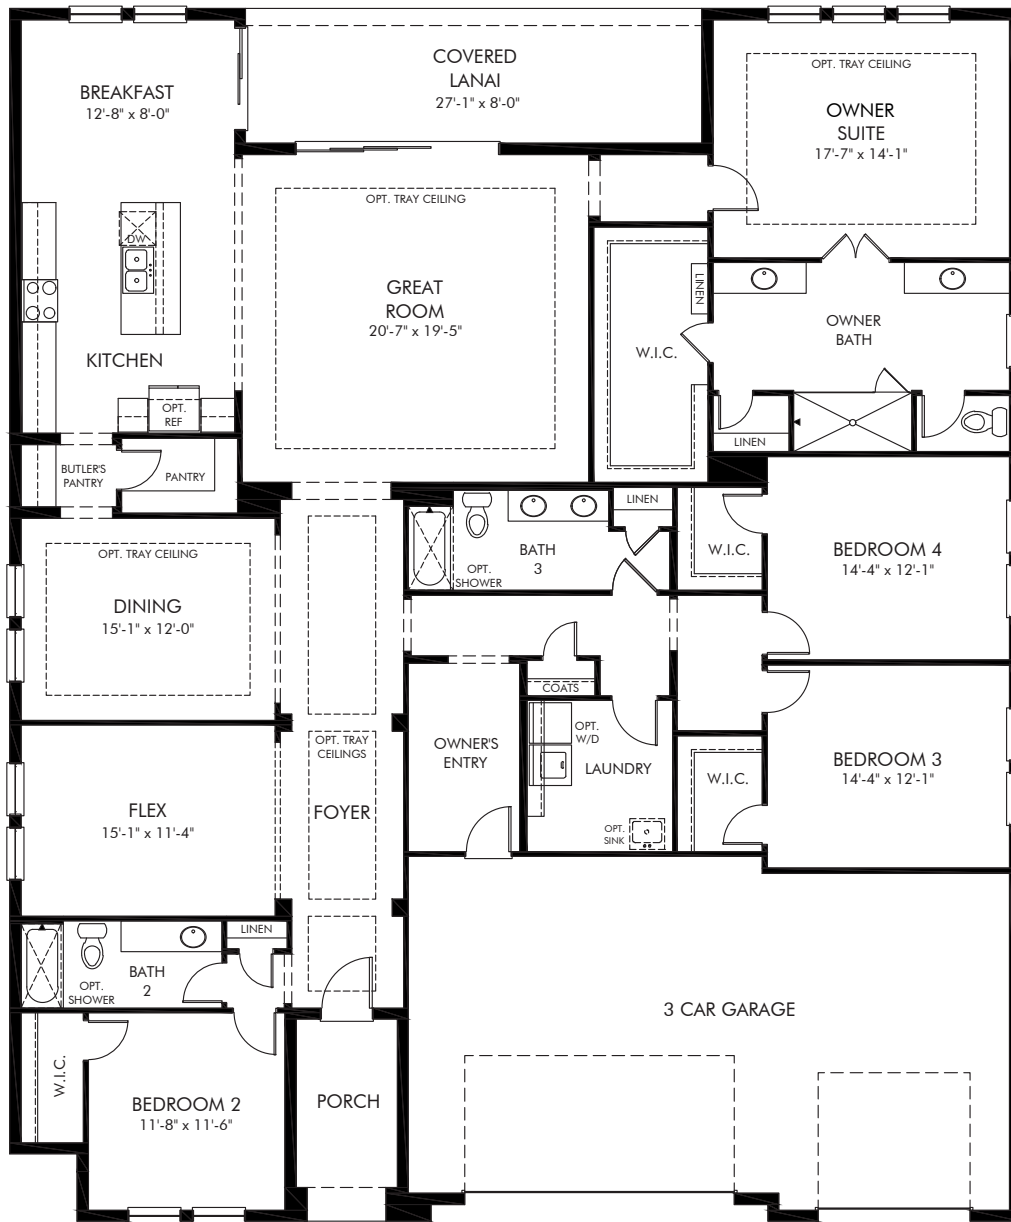 COVERED
LANAI
27'-1" x 8'-0"
BREAKFAST
12'-8" x 8'-0"
OPT. TRAY CEILING
OWNER
SUITE
17'-7" x 14'-1"
OPT. TRAY CEILING
DW
GREAT
ROOM
20'-7" x 19'-5"
LINEN
OWNER
BATH
W.I.C.
KITCHEN
OPT.
REF
LINEN
BUTLER'S
PANTRY
PANTRY
LINEN
OPT. TRAY CEILING
DINING
15'-1" x 12'-0"
BATH
3
OPT.
SHOWER
W.I.C.
BEDROOM 4
14'-4" x 12'-1"
COATS
OPT. TRAY
CEILINGS
OWNER'S
ENTRY
OPT.
W/D
LAUNDRY
W.I.C.
BEDROOM 3
14'-4" x 12'-1"
FLEX
15'-1" x 11'-4"
FOYER
OPT.
SINK
LINEN
BATH
2
OPT.
SHOWER
3 CAR GARAGE
W.I.C.
BEDROOM 2
11'-8" x 11'-6"
PORCH